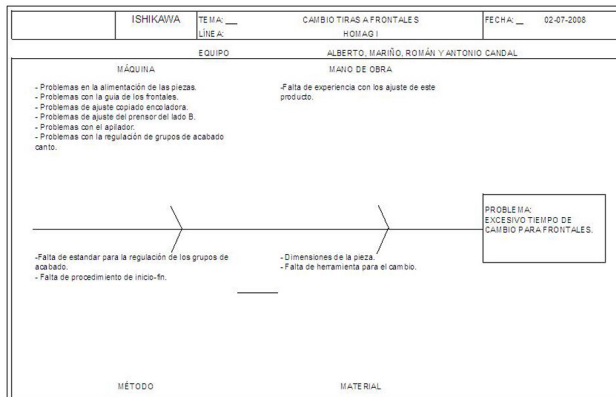 ISHIKAWA
TEMA: __ CAMBIO TIRAS A FRONTALES
FECHA: __ 02-07-2008
LÍNEA: HOMAG I
EQUIPO ALBERTO, MARIÑO, ROMÁN Y ANTONIO CANDAL
MÁQUINA
- Problemas en la alimentación de las piezas.
- Problemas con la guia de los frontales.
- Problemas de ajuste copiado encoladora.
- Problemas de ajuste del prensor del lado B.
- Problemas con el apilador.
- Problemas con la regulación de grupos de acabado
canto.
MANO DE OBRA
-Falta de experiencia con los ajuste de este
producto.
PROBLEMA:
EXCESIVO TIEMPO DE
CAMBIO PARA FRONTALES.
-Falta de estandar para la regulación de los grupos de
acabado.
- Falta de procedimiento de inicio-fin.
- Dimensiones de la pieza.
- Falta de herramienta para el cambio.
MÉTODO
MATERIAL